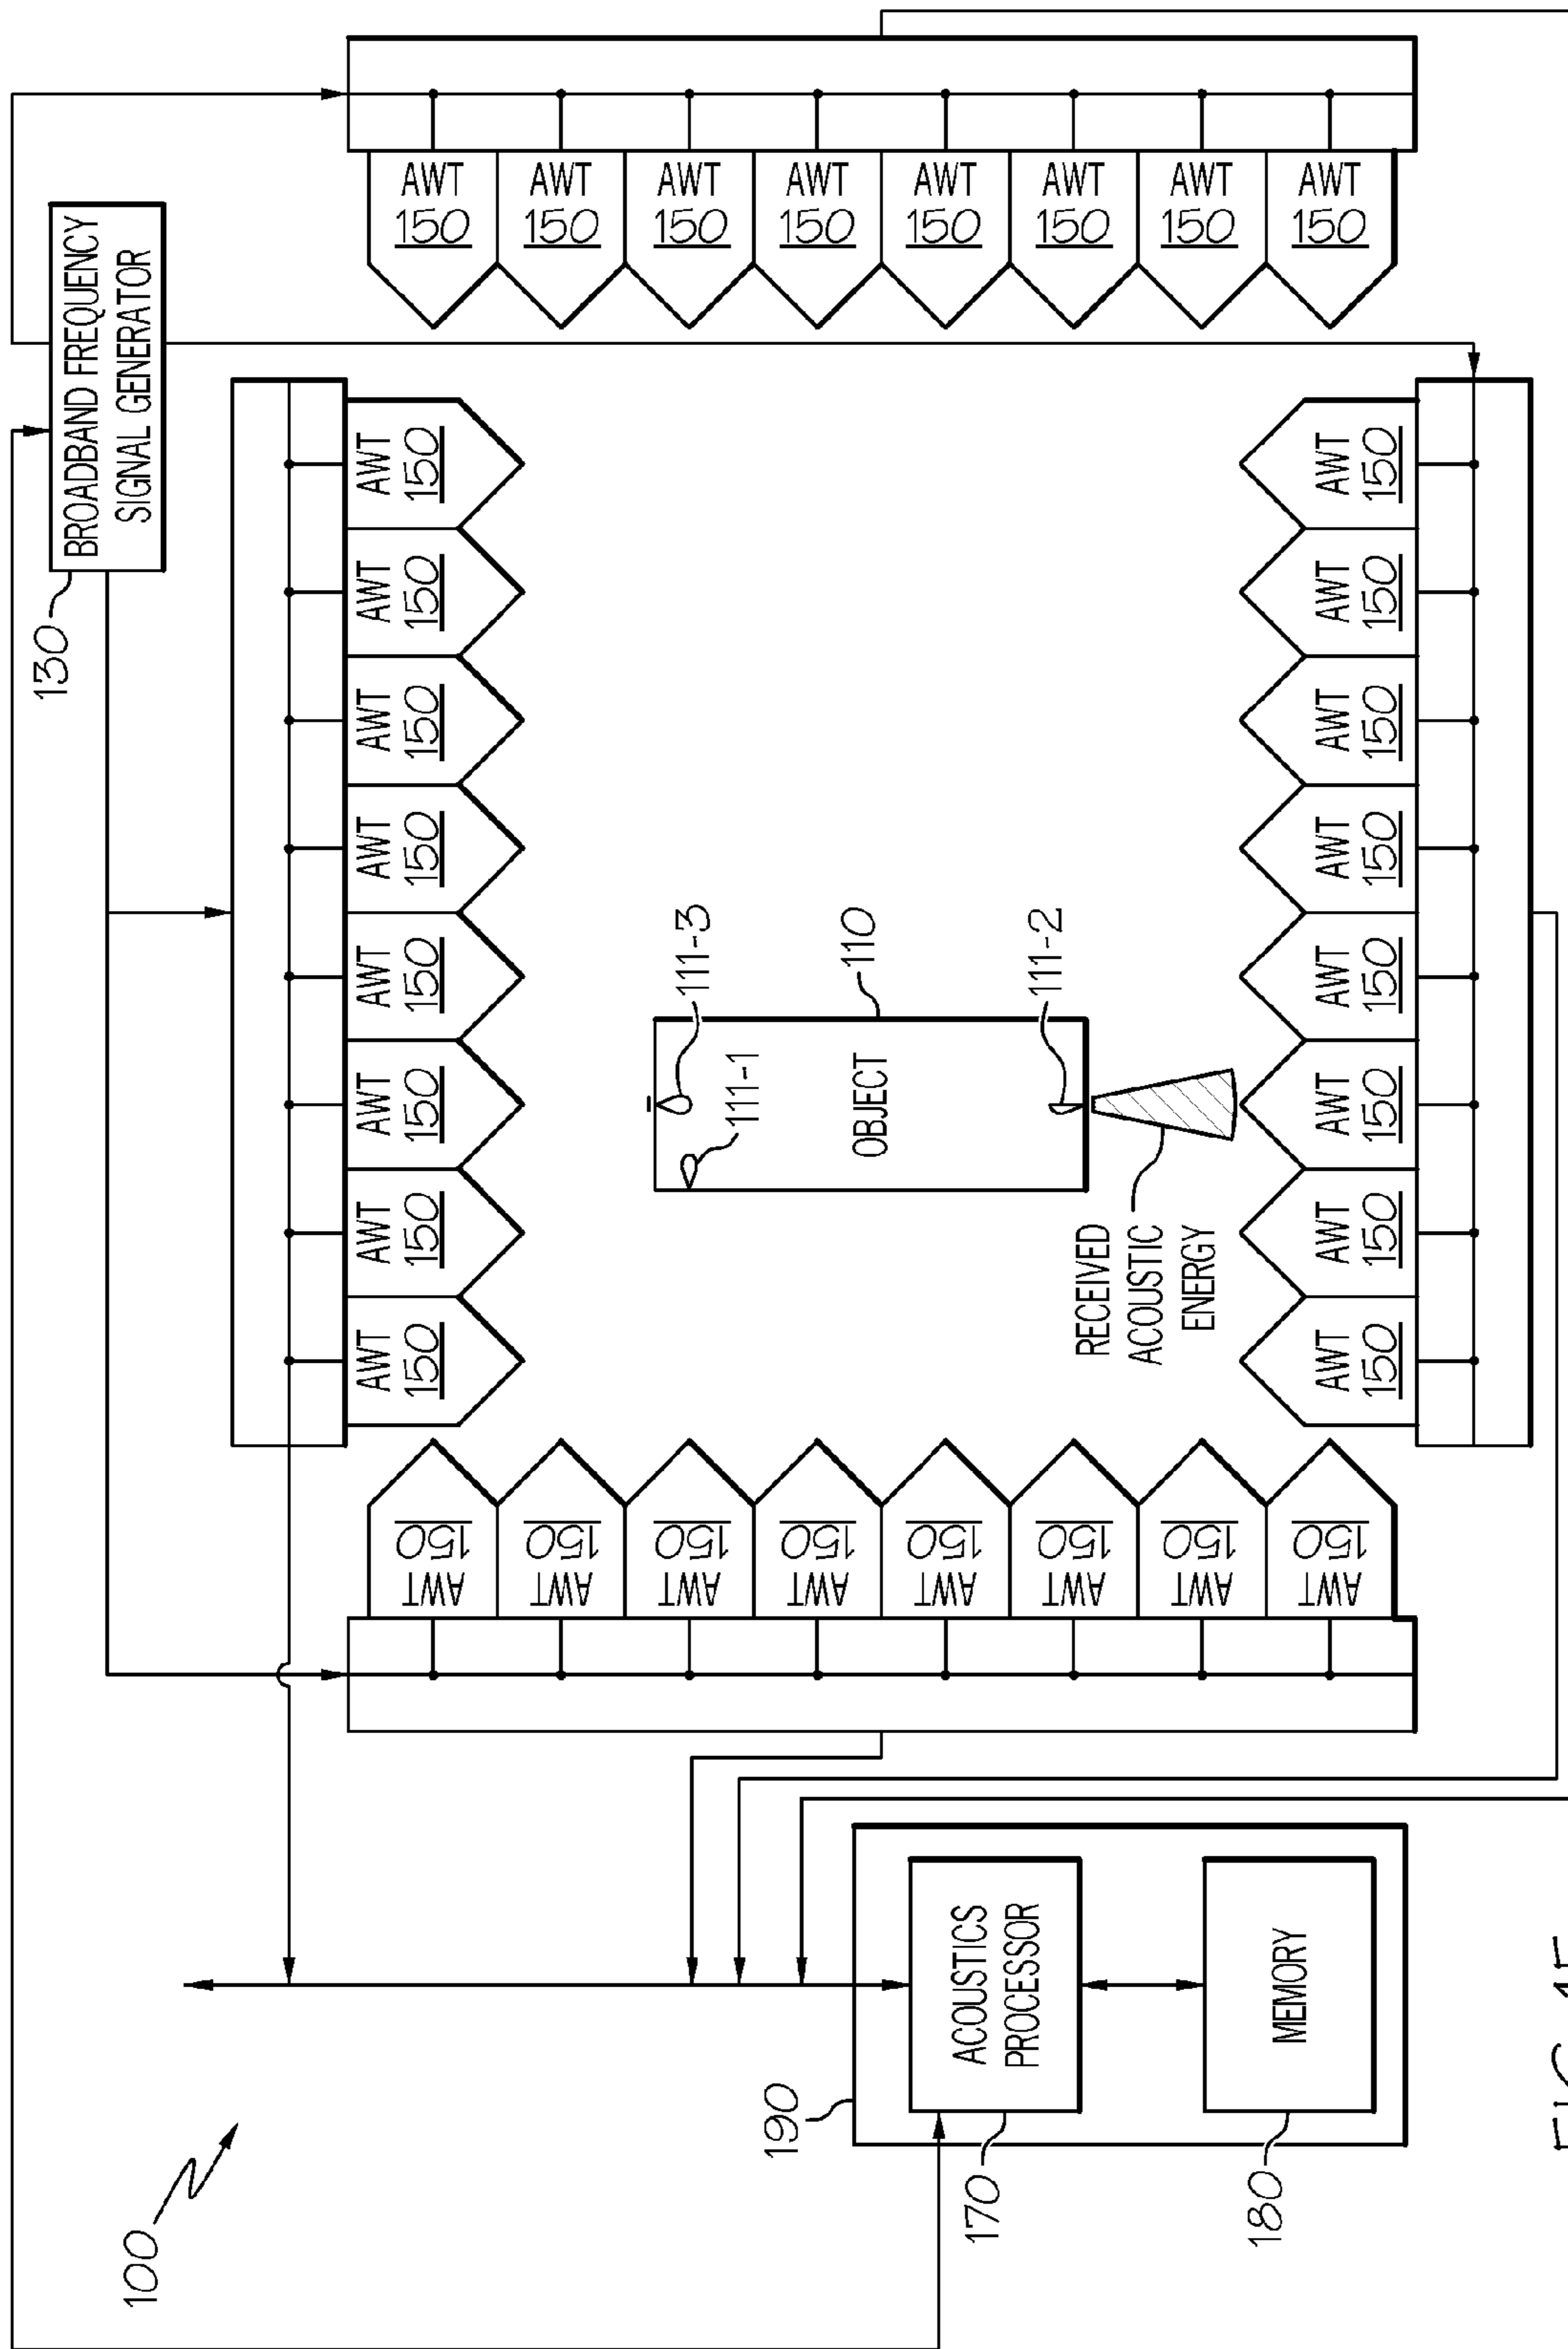 100
130
BROADBAND FREQUENCY
SIGNAL GENERATOR
AWT
150
AWT
150
AWT
150
AWT
150
AWT
150
AWT
150
AWT
150
AWT
150
AWT
150
AWT
150
AWT
150
AWT
150
AWT
150
AWT
150
AWT
150
AWT
150
AWT
150
AWT
150
AWT
150
AWT
150
AWT
150
AWT
150
AWT
150
AWT
150
111-3
111-1
110
OBJECT
111-2
RECEIVED
ACOUSTIC
ENERGY
190
ACOUSTICS
PROCESSOR
170
MEMORY
180
AWT
150
AWT
150
AWT
150
AWT
150
AWT
150
AWT
150
AWT
150
AWT
150